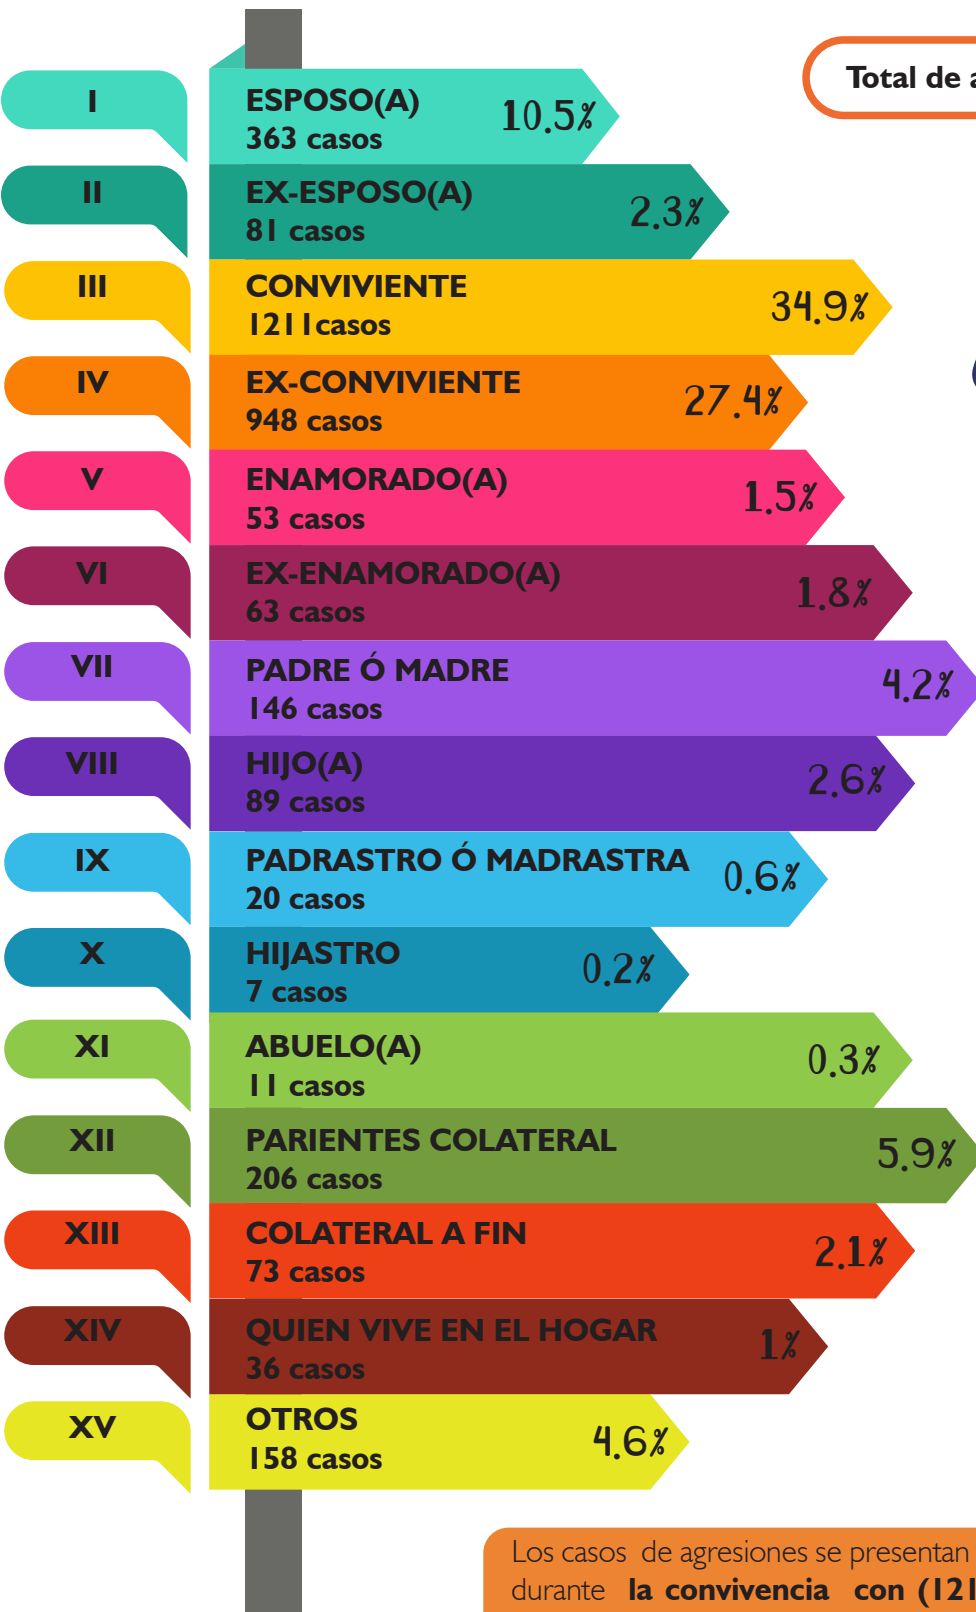 Total de a
I
ESPOSO(A)
363 casos
10.5%
II
EX-ESPOSO(A)
81 casos
2.3%
III
CONVIVIENTE
1211casos
34.9%
IV
EX-CONVIVIENTE
948 casos
27.4%
V
ENAMORADO(A)
53 casos
1.5%
VI
EX-ENAMORADO(A)
63 casos
1.8%
VII
PADRE Ó MADRE
146 casos
4.2%
VIII
HIJO(A)
89 casos
2.6%
IX
PADRASTRO Ó MADRASTRA
20 casos
0.6%
X
HIJASTRO
7 casos
0.2%
XI
ABUELO(A)
11 casos
0.3%
XII
PARIENTES COLATERAL
206 casos
5.9%
XIII
COLATERAL A FIN
73 casos
2.1%
XIV
QUIEN VIVE EN EL HOGAR
36 casos
1%
XV
OTROS
158 casos
4.6%
Los casos de agresiones se presentan
durante la convivencia con (121